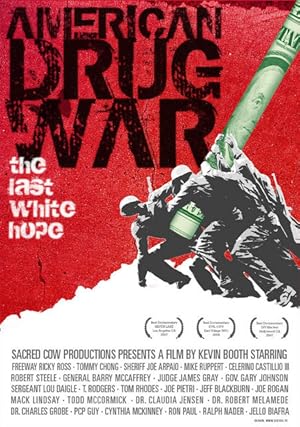 AMERICAN
DRUG
WAR
the
last
white
hope
SACRED COW PRODUCTIONS PRESENTS A FILM BY KEVIN BOOTH STARRING
FREEWAY RICKY ROSS - TOMMY CHONG - SHERIFF JOE ARPAIO - MIKE RUPPERT - CELERINO CASTILLO III
ROBERT STEELE - GENERAL BARRY MCCAFFREY - JUDGE JAMES GRAY - GOV. GARY JOHNSON
SERGEANT LOU DAIGLE - T. RODGERS - TOM RHODES - JOE PIETRI - JEFF BLACKBURN - JOE ROGAN
MACK LINDSAY - TODD MCCORMICK - DR. CLAUDIA JENSEN - DR. ROBERT MELAMEDE
DR. CHARLES GROBE - PCP GUY - CYNTHIA MCKINNEY - RON PAUL - RALPH NADER - JELLO BIAFRA